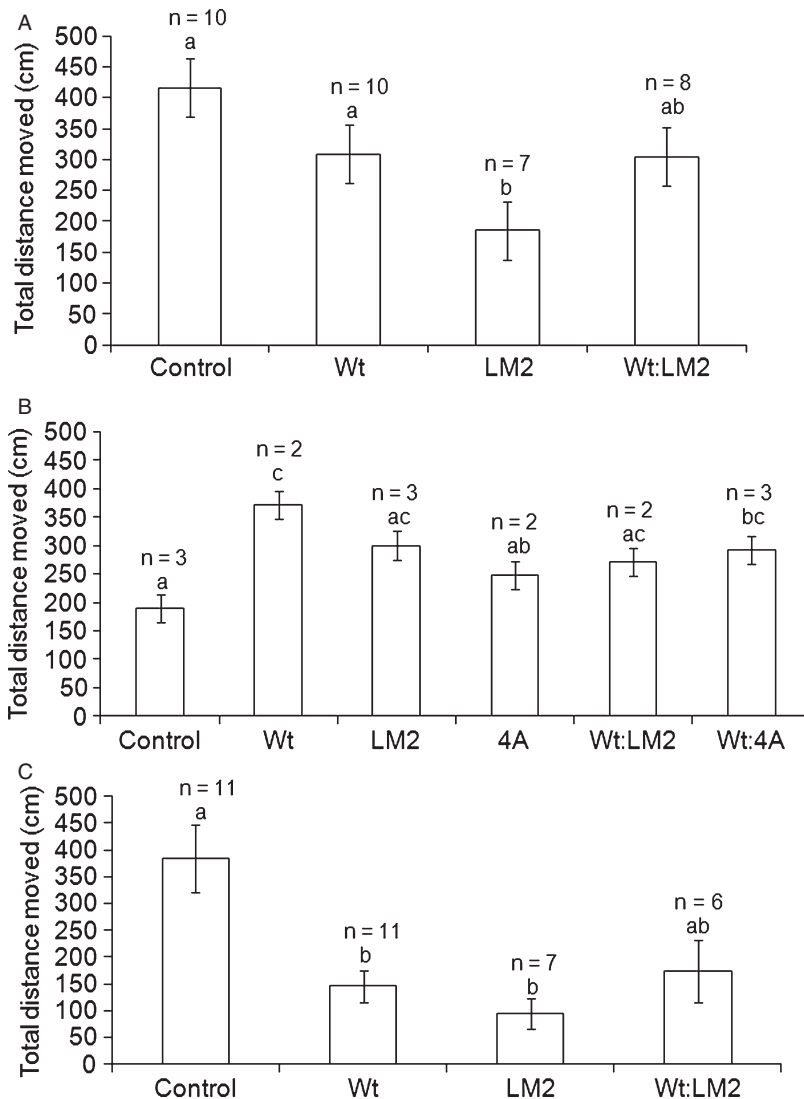 A
Total distance moved (cm)
500
450
400
350
300
250
200
150
100
50
0
n = 10
a
n = 10
a
n = 7
b
n = 8
ab
Control Wt LM2 Wt:LM2
B
Total distance moved (cm)
500
450
400
350
300
250
200
150
100
50
0
n = 3
a
n = 2
c
n = 3
ac
n = 2
ab
n = 2
ac
n = 3
bc
Control Wt LM2 4A Wt:LM2 Wt:4A
C
Total distance moved (cm)
500
450
400
350
300
250
200
150
100
50
0
n = 11
a
n = 11
b
n = 7
b
n = 6
ab
Control Wt LM2 Wt:LM2